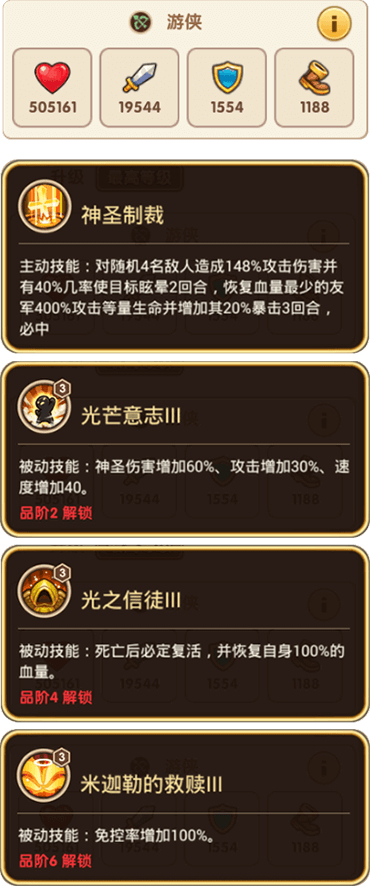 游侠
505161 19544 1554 1188
神圣制裁
主动技能：对随机4名敌人造成148%攻击伤害并
有40%几率使目标眩晕2回合，恢复血量最少的友
军400%攻击等量生命并增加其20%暴击3回合，
必中
3
光芒意志III
被动技能：神圣伤害增加60%、攻击增加30%、速
度增加40。
品阶2 解锁
3
光之信徒III
被动技能：死亡后必定复活，并恢复自身100%的
血量。
品阶4 解锁
3
米迦勒的救赎III
被动技能：免控率增加100%。
品阶6 解锁